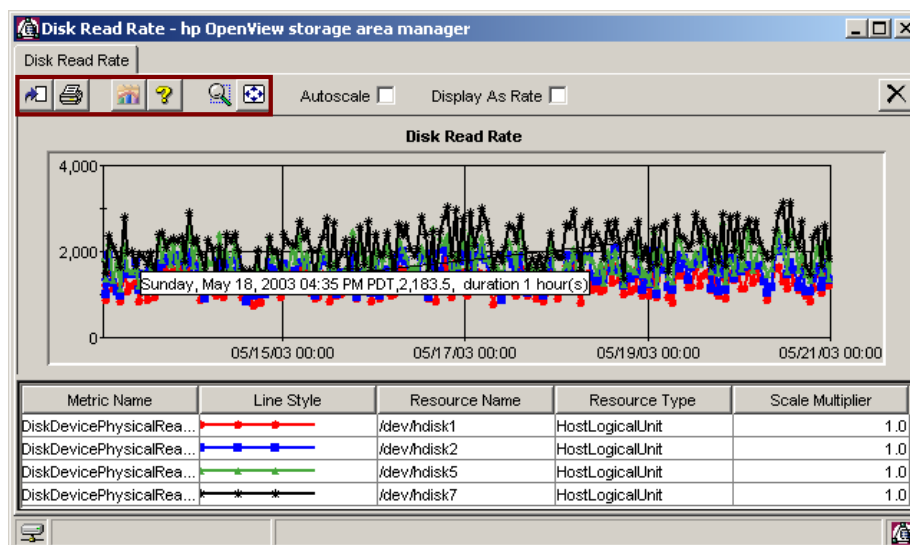 Disk Read Rate - hp OpenView storage area manager
Disk Read Rate
Autoscale Display As Rate
Disk Read Rate
4,000
2,000
Sunday, May 18, 2003 04:35 PM PDT,2,183.5, duration 1 hour(s)
0
05/15/03 00:00 05/17/03 00:00 05/19/03 00:00 05/21/03 00:00
Metric Name Line Style Resource Name Resource Type Scale Multiplier
DiskDevicePhysicalRea... /dev/hdisk1 HostLogicalUnit 1.0
DiskDevicePhysicalRea... /dev/hdisk2 HostLogicalUnit 1.0
DiskDevicePhysicalRea... /dev/hdisk5 HostLogicalUnit 1.0
DiskDevicePhysicalRea... /dev/hdisk7 HostLogicalUnit 1.0